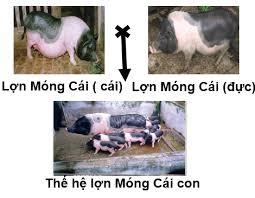 Lợn Móng Cái ( cái)
Lợn Móng Cái (đực)
Thế hệ lợn Móng Cái con